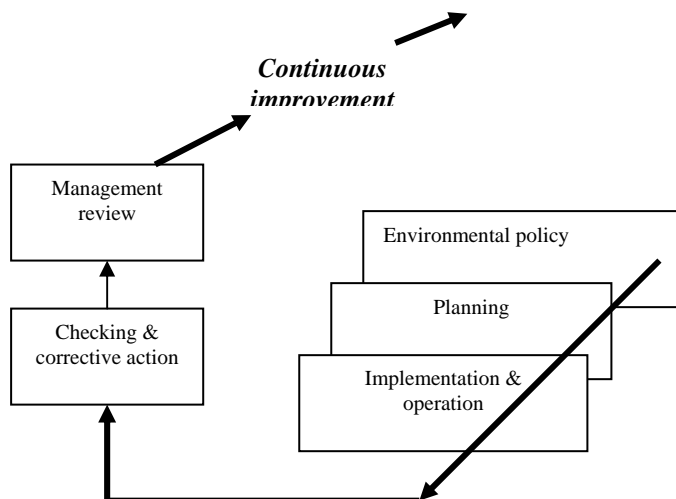 Continuous
improvement
Management
review
Environmental policy
Planning
Checking &
corrective action
Implementation &
operation